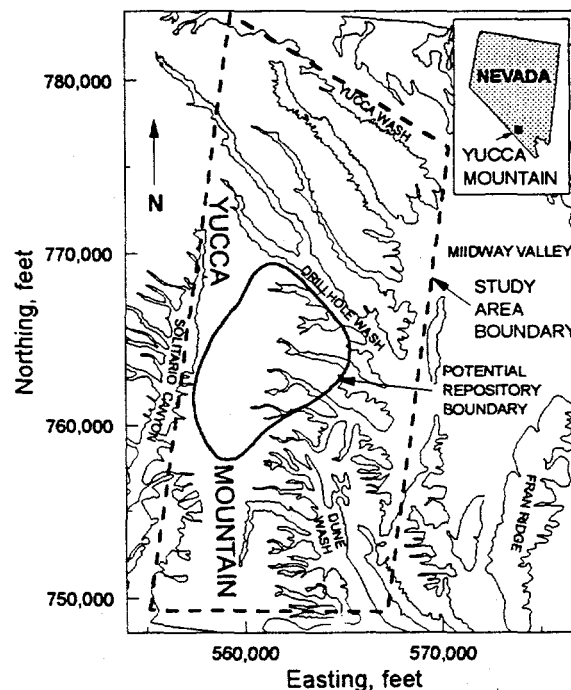 780,000
770,000
760,000
750,000
Northing, feet
560,000
570,000
Easting, feet
N
YUCCA
MOUNTAIN
YUCCA WASH
DRILLHOLE WASH
SOLITARIO CANYON
DUNE
WASH
FRAN RIDGE
MIIDWAY VALLEY
STUDY
AREA
BOUNDARY
POTENTIAL
REPOSITORY
BOUNDARY
NEVADA
YUCCA
MOUNTAIN